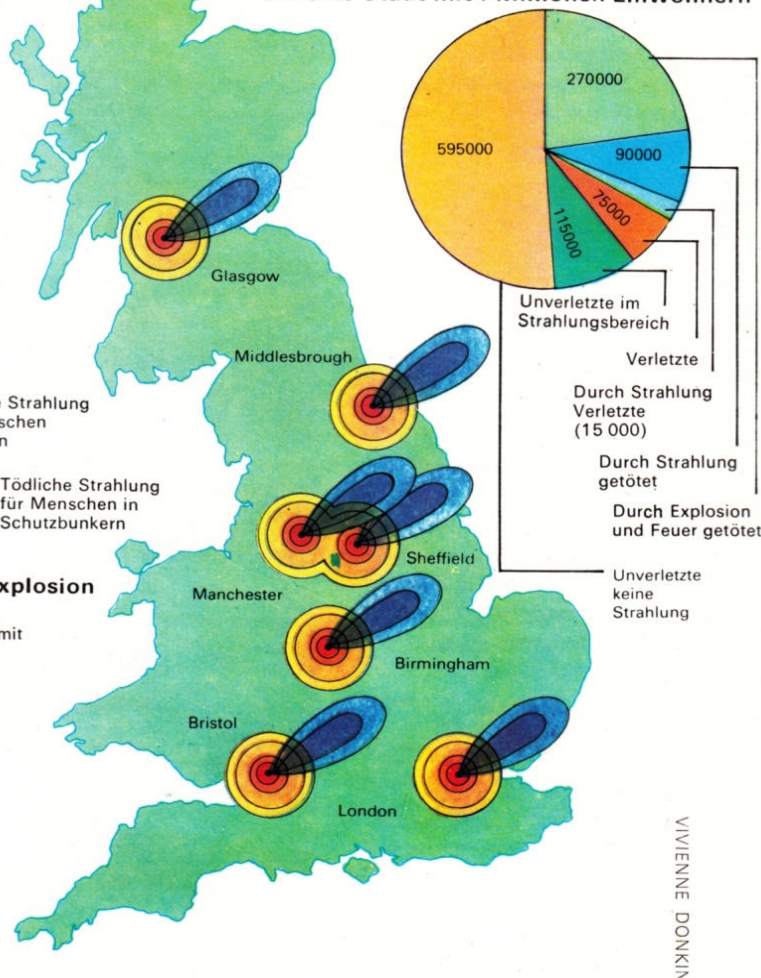 270000
595000
90000
75000
115000
Glasgow
Unverletzte im
Strahlungsbereich
Middlesbrough
Verletzte
Strahlung
Durch Strahlung
Verletzte
(15 000)
Tödliche Strahlung
für Menschen in
Schutzbunkern
Durch Strahlung
getötet
Durch Explosion
und Feuer getötet
Sheffield
Unverletzte
keine
Strahlung
Manchester
mit
Birmingham
Bristol
London
VIVIENNE DONKIN